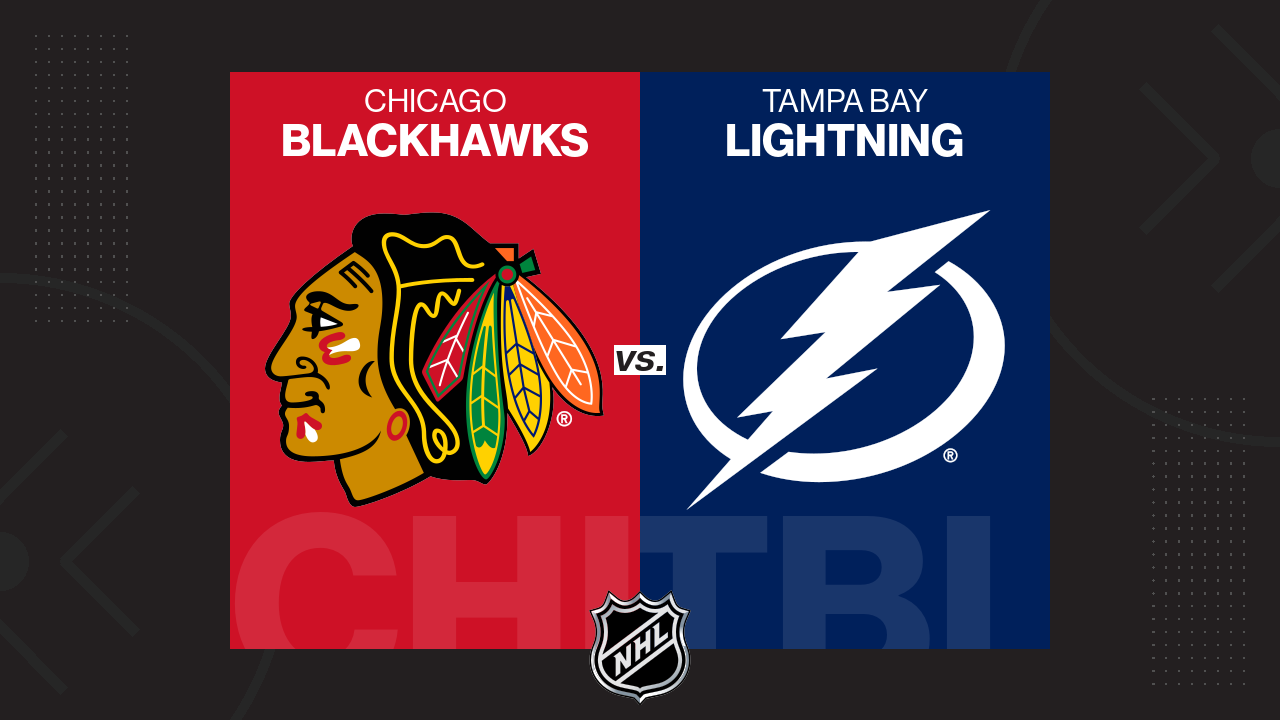 CHICAGO
BLACKHAWKS
TAMPA BAY
LIGHTNING
vs.
®
®
CHI
TBL
NHL